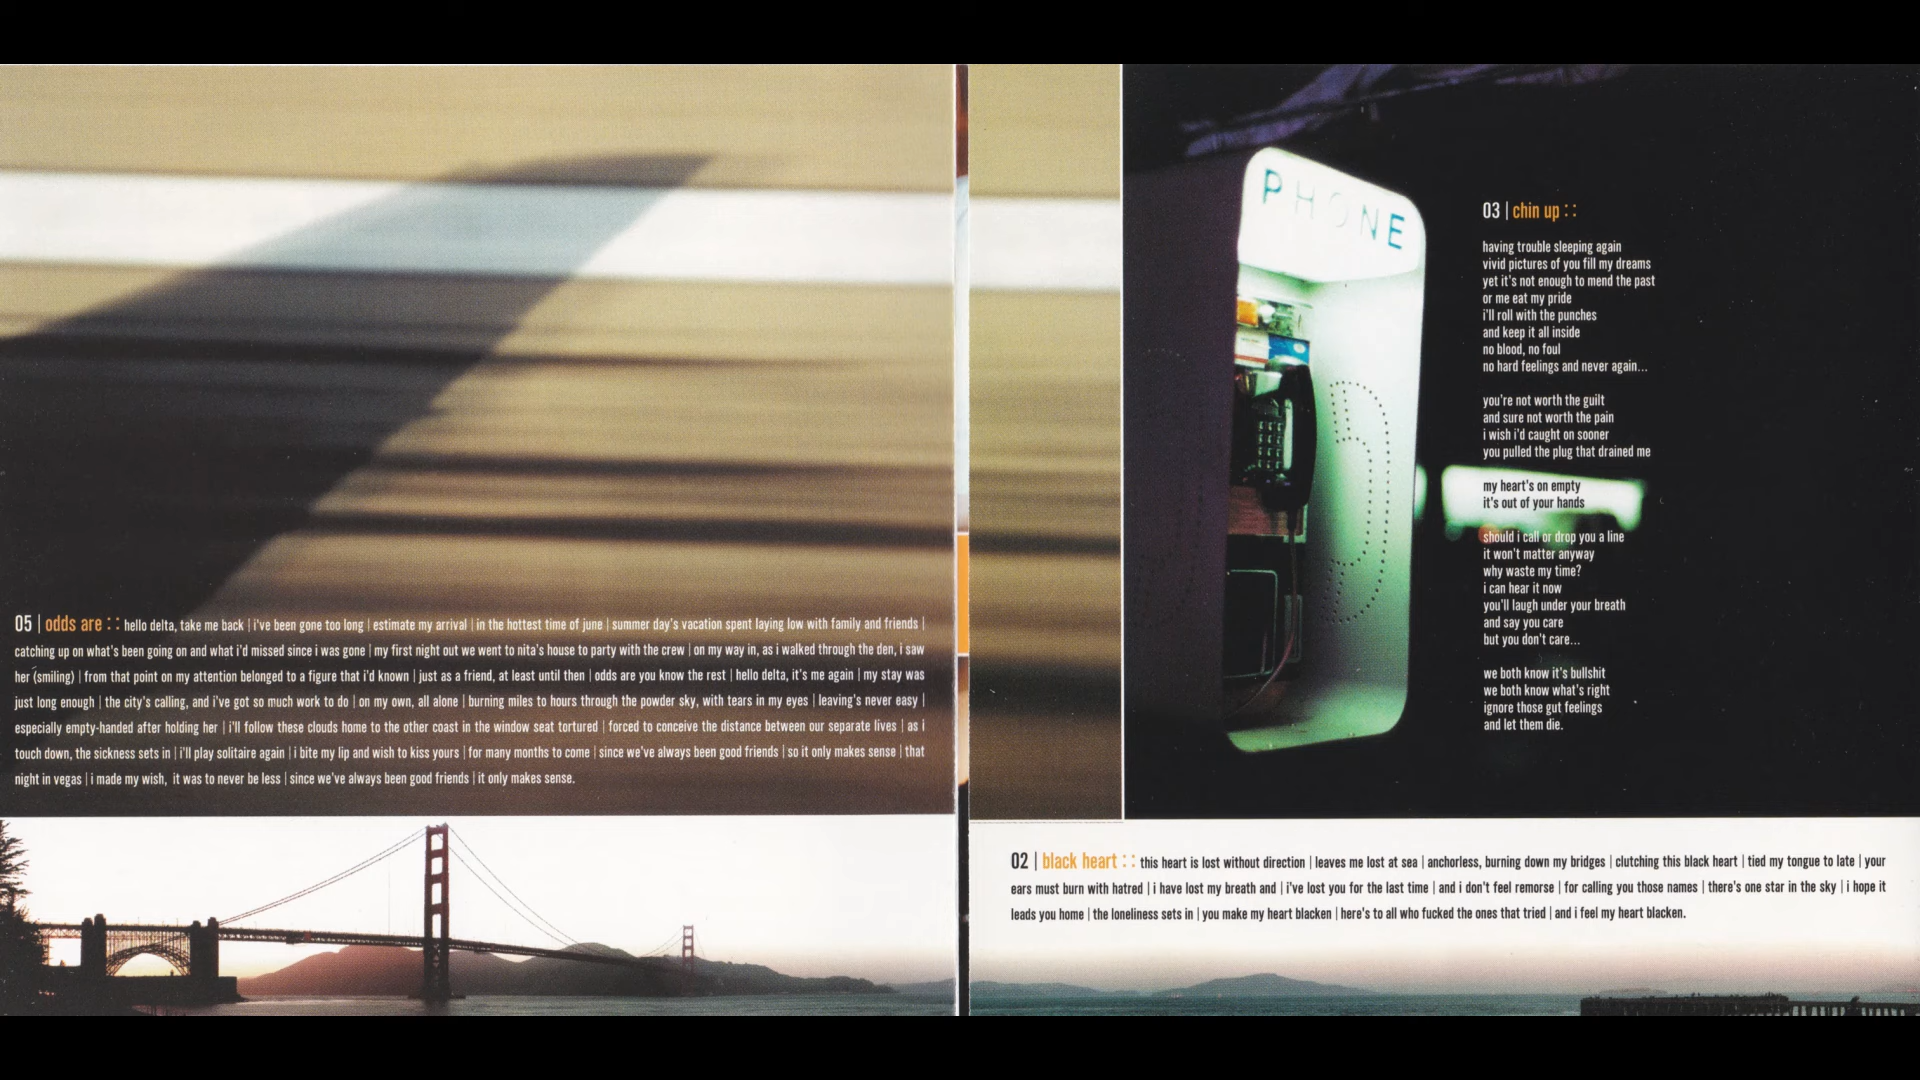 05 | odds are : : hello delta, take me back | i've been gone too long | estimate my arrival | in the hottest time of june | summer day's vacation spent laying low with family and friends |
catching up on what's been going on and what i'd missed since i was gone | my first night out we went to nita's house to party with the crew | on my way in, as i walked through the den, i saw
her (smiling) | from that point on my attention belonged to a figure that i'd known | just as a friend, at least until then | odds are you know the rest | hello delta, it's me again | my stay was
just long enough | the city's calling, and i've got so much work to do | on my own, all alone | burning miles to hours through the powder sky, with tears in my eyes | leaving's never easy |
especially empty-handed after holding her | i'll follow these clouds home to the other coast in the window seat tortured | forced to conceive the distance between our separate lives | as i
touch down, the sickness sets in | i'll play solitaire again | i bite my lip and wish to kiss yours | for many months to come | since we've always been good friends | so it only makes sense | that
night in vegas | i made my wish, it was to never be less | since we've always been good friends | it only makes sense.
PHONE
03 | chin up : :
having trouble sleeping again
vivid pictures of you fill my dreams
yet it's not enough to mend the past
or me eat my pride
i'll roll with the punches
and keep it all inside
no blood, no foul
no hard feelings and never again...
you're not worth the guilt
and sure not worth the pain
i wish i'd caught on sooner
you pulled the plug that drained me
my heart's on empty
it's out of your hands
should i call or drop you a line
it won't matter anyway
why waste my time?
i can hear it now
you'll laugh under your breath
and say you care
but you don't care...
we both know it's bullshit
we both know what's right
ignore those gut feelings
and let them die.
02 | black heart : : this heart is lost without direction | leaves me lost at sea | anchorless, burning down my bridges | clutching this black heart | tied my tongue to late | your
ears must burn with hatred | i have lost my breath and | i've lost you for the last time | and i don't feel remorse | for calling you those names | there's one star in the sky | i hope it
leads you home | the loneliness sets in | you make my heart blacken | here's to all who fucked the ones that tried | and i feel my heart blacken.